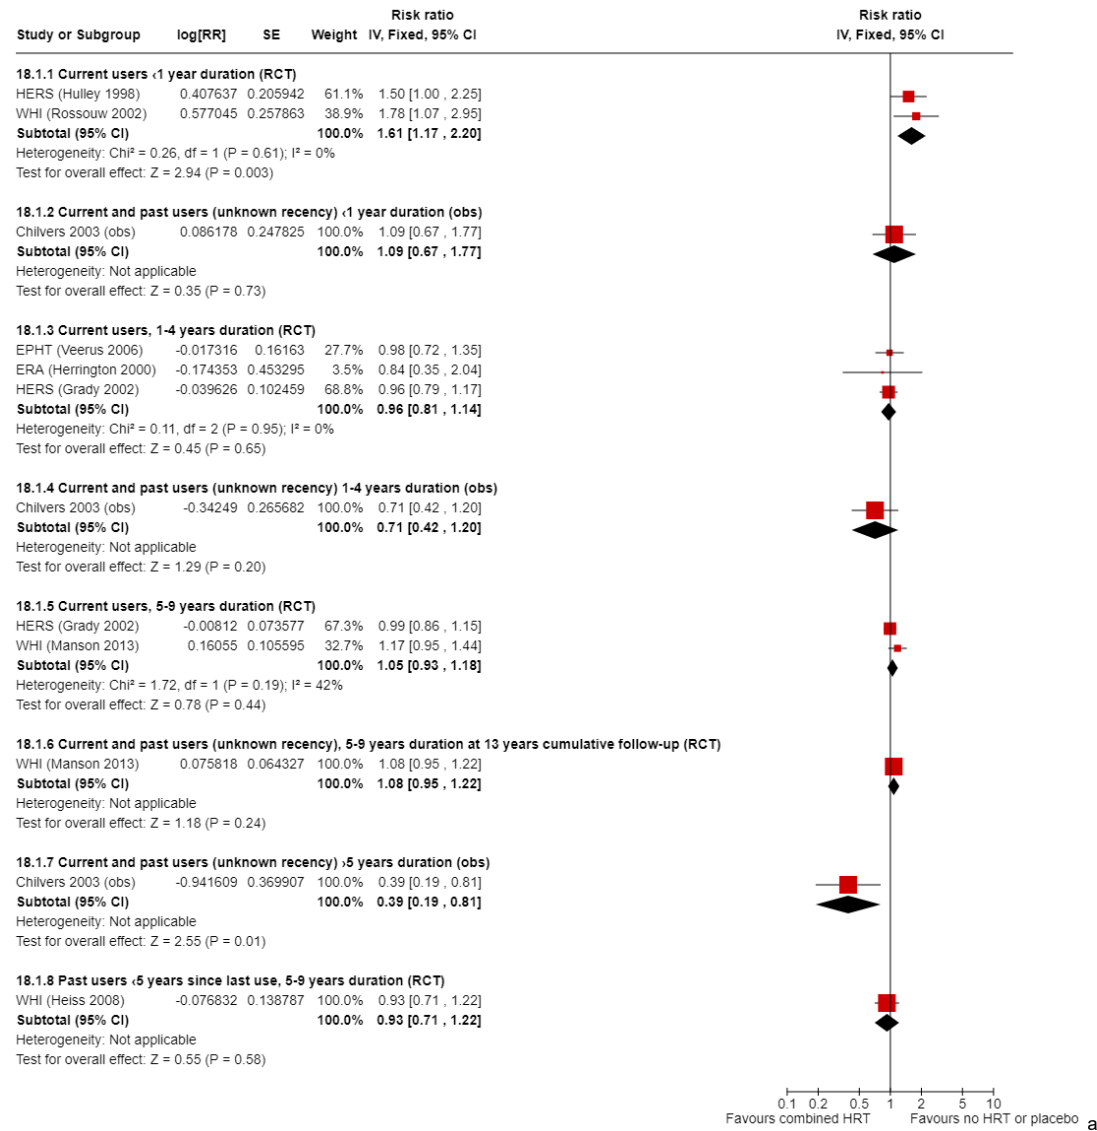 Risk ratio Risk ratio
Study or Subgroup log[RR] SE Weight IV, Fixed, 95% CI IV, Fixed, 95% CI
18.1.1 Current users ‹1 year duration (RCT)
HERS (Hulley 1998) 0.407637 0.205942 61.1% 1.50 [1.00 , 2.25]
WHI (Rossouw 2002) 0.577045 0.257863 38.9% 1.78 [1.07 , 2.95]
Subtotal (95% CI) 100.0% 1.61 [1.17 , 2.20]
Heterogeneity: Chi² = 0.26, df = 1 (P = 0.61); I² = 0%
Test for overall effect: Z = 2.94 (P = 0.003)
18.1.2 Current and past users (unknown recency) ‹1 year duration (obs)
Chilvers 2003 (obs) 0.086178 0.247825 100.0% 1.09 [0.67 , 1.77]
Subtotal (95% CI) 100.0% 1.09 [0.67 , 1.77]
Heterogeneity: Not applicable
Test for overall effect: Z = 0.35 (P = 0.73)
18.1.3 Current users, 1-4 years duration (RCT)
EPHT (Veerus 2006) -0.017316 0.16163 27.7% 0.98 [0.72 , 1.35]
ERA (Herrington 2000) -0.174353 0.453295 3.5% 0.84 [0.35 , 2.04]
HERS (Grady 2002) -0.039626 0.102459 68.8% 0.96 [0.79 , 1.17]
Subtotal (95% CI) 100.0% 0.96 [0.81 , 1.14]
Heterogeneity: Chi² = 0.11, df = 2 (P = 0.95); I² = 0%
Test for overall effect: Z = 0.45 (P = 0.65)
18.1.4 Current and past users (unknown recency) 1-4 years duration (obs)
Chilvers 2003 (obs) -0.34249 0.265682 100.0% 0.71 [0.42 , 1.20]
Subtotal (95% CI) 100.0% 0.71 [0.42 , 1.20]
Heterogeneity: Not applicable
Test for overall effect: Z = 1.29 (P = 0.20)
18.1.5 Current users, 5-9 years duration (RCT)
HERS (Grady 2002) -0.00812 0.073577 67.3% 0.99 [0.86 , 1.15]
WHI (Manson 2013) 0.16055 0.105595 32.7% 1.17 [0.95 , 1.44]
Subtotal (95% CI) 100.0% 1.05 [0.93 , 1.18]
Heterogeneity: Chi² = 1.72, df = 1 (P = 0.19); I² = 42%
Test for overall effect: Z = 0.78 (P = 0.44)
18.1.6 Current and past users (unknown recency), 5-9 years duration at 13 years cumulative follow-up (RCT)
WHI (Manson 2013) 0.075818 0.064327 100.0% 1.08 [0.95 , 1.22]
Subtotal (95% CI) 100.0% 1.08 [0.95 , 1.22]
Heterogeneity: Not applicable
Test for overall effect: Z = 1.18 (P = 0.24)
18.1.7 Current and past users (unknown recency) ›5 years duration (obs)
Chilvers 2003 (obs) -0.941609 0.369907 100.0% 0.39 [0.19 , 0.81]
Subtotal (95% CI) 100.0% 0.39 [0.19 , 0.81]
Heterogeneity: Not applicable
Test for overall effect: Z = 2.55 (P = 0.01)
18.1.8 Past users ‹5 years since last use, 5-9 years duration (RCT)
WHI (Heiss 2008) -0.076832 0.138787 100.0% 0.93 [0.71 , 1.22]
Subtotal (95% CI) 100.0% 0.93 [0.71 , 1.22]
Heterogeneity: Not applicable
Test for overall effect: Z = 0.55 (P = 0.58)
0.1 0.2 0.5 1 2 5 10
Favours combined HRT Favours no HRT or placebo a